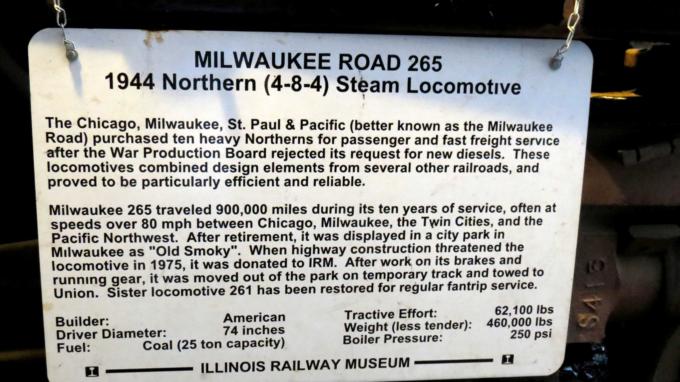 MILWAUKEE ROAD 265
1944 Northern (4-8-4) Steam Locomotive
The Chicago, Milwaukee, St. Paul & Pacific (better known as the Milwaukee
Road) purchased ten heavy Northerns for passenger and fast freight service
after the War Production Board rejected its request for new diesels. These
locomotives combined design elements from several other railroads, and
proved to be particularly efficient and reliable.
Milwaukee 265 traveled 900,000 miles during its ten years of service, often at
speeds over 80 mph between Chicago, Milwaukee, the Twin Cities, and the
Pacific Northwest. After retirement, it was displayed in a city park in
Milwaukee as "Old Smoky". When highway construction threatened the
locomotive in 1975, it was donated to IRM. After work on its brakes and
running gear, it was moved out of the park on temporary track and towed to
Union. Sister locomotive 261 has been restored for regular fantrip service.
Builder: American
Driver Diameter: 74 inches
Fuel: Coal (25 ton capacity)
Tractive Effort: 62,100 lbs
Weight (less tender): 460,000 lbs
Boiler Pressure: 250 psi
ILLINOIS RAILWAY MUSEUM